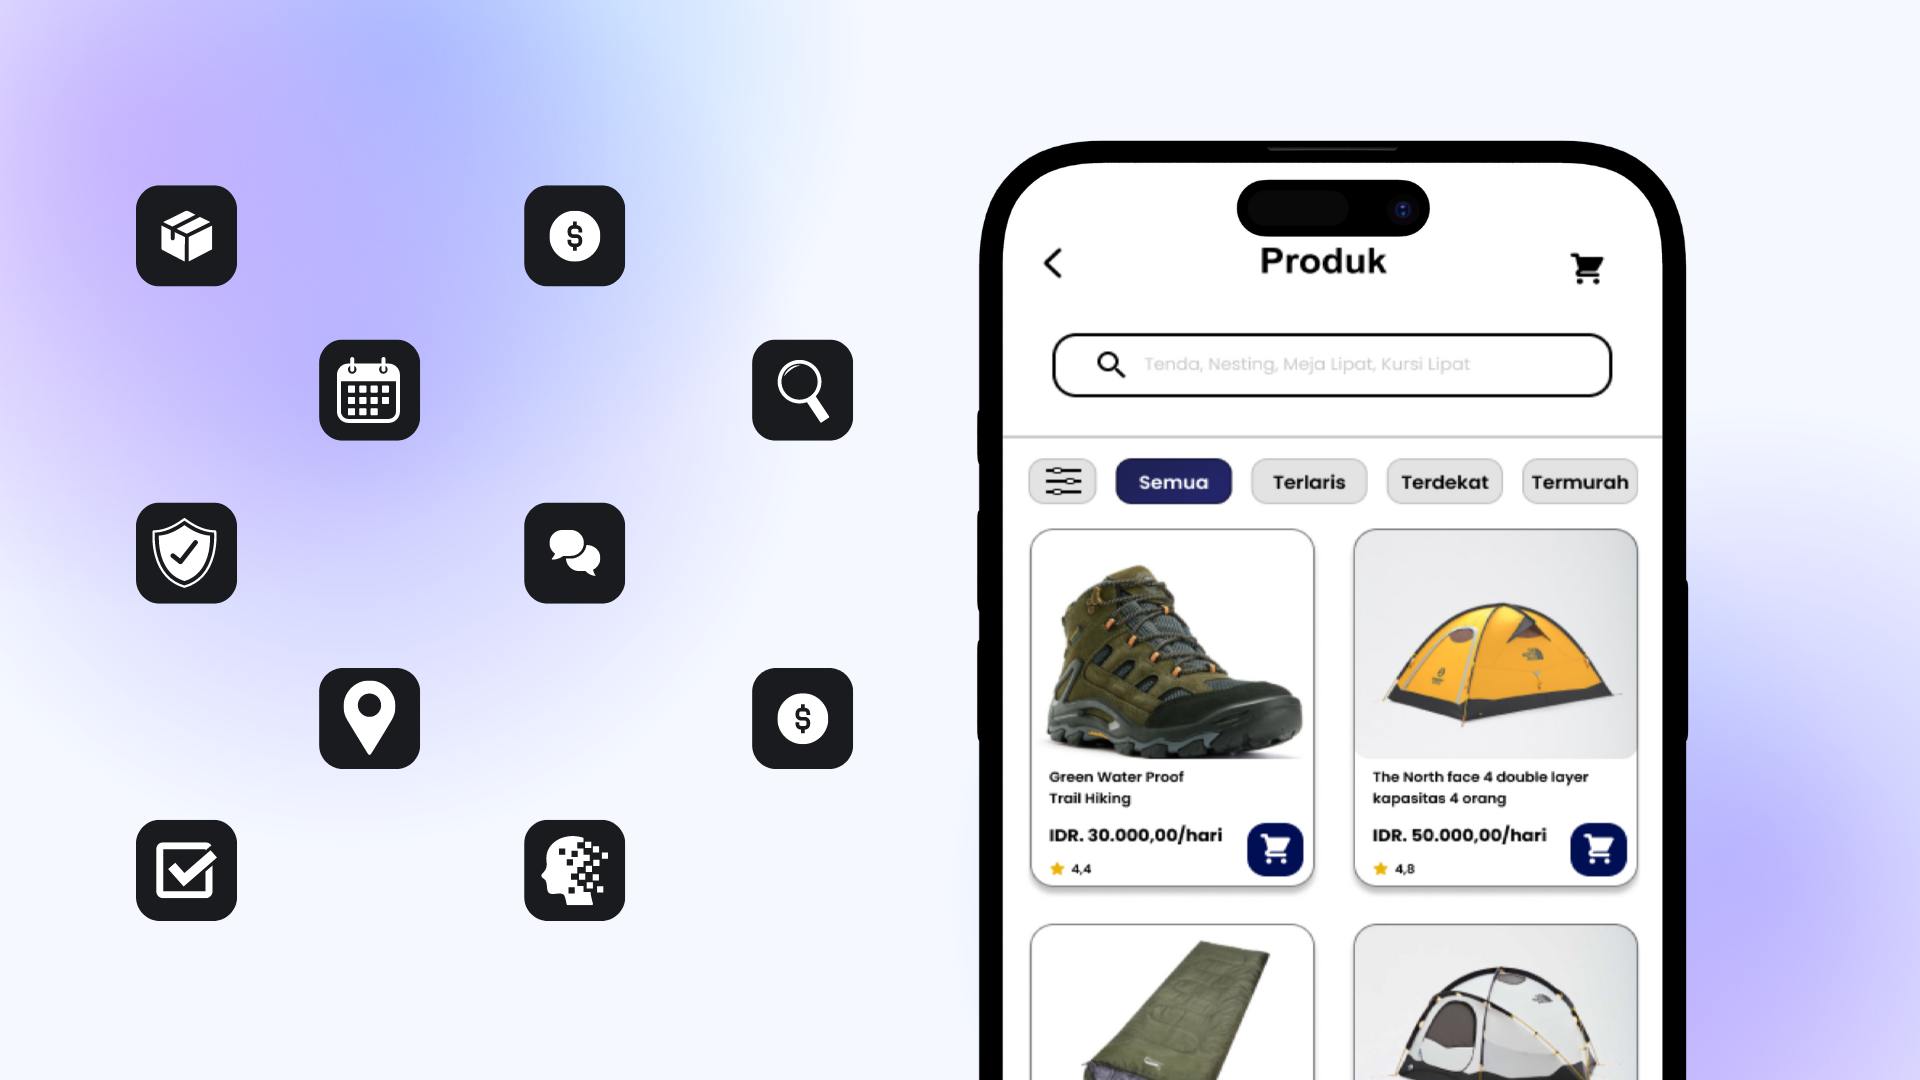 Produk
Tenda, Nesting, Meja Lipat, Kursi Lipat
Semua
Terlaris
Terdekat
Termurah
Green Water Proof
Trail Hiking
IDR. 30.000,00/hari
4,4
The North face 4 double layer
kapasitas 4 orang
IDR. 50.000,00/hari
4,8
$
$